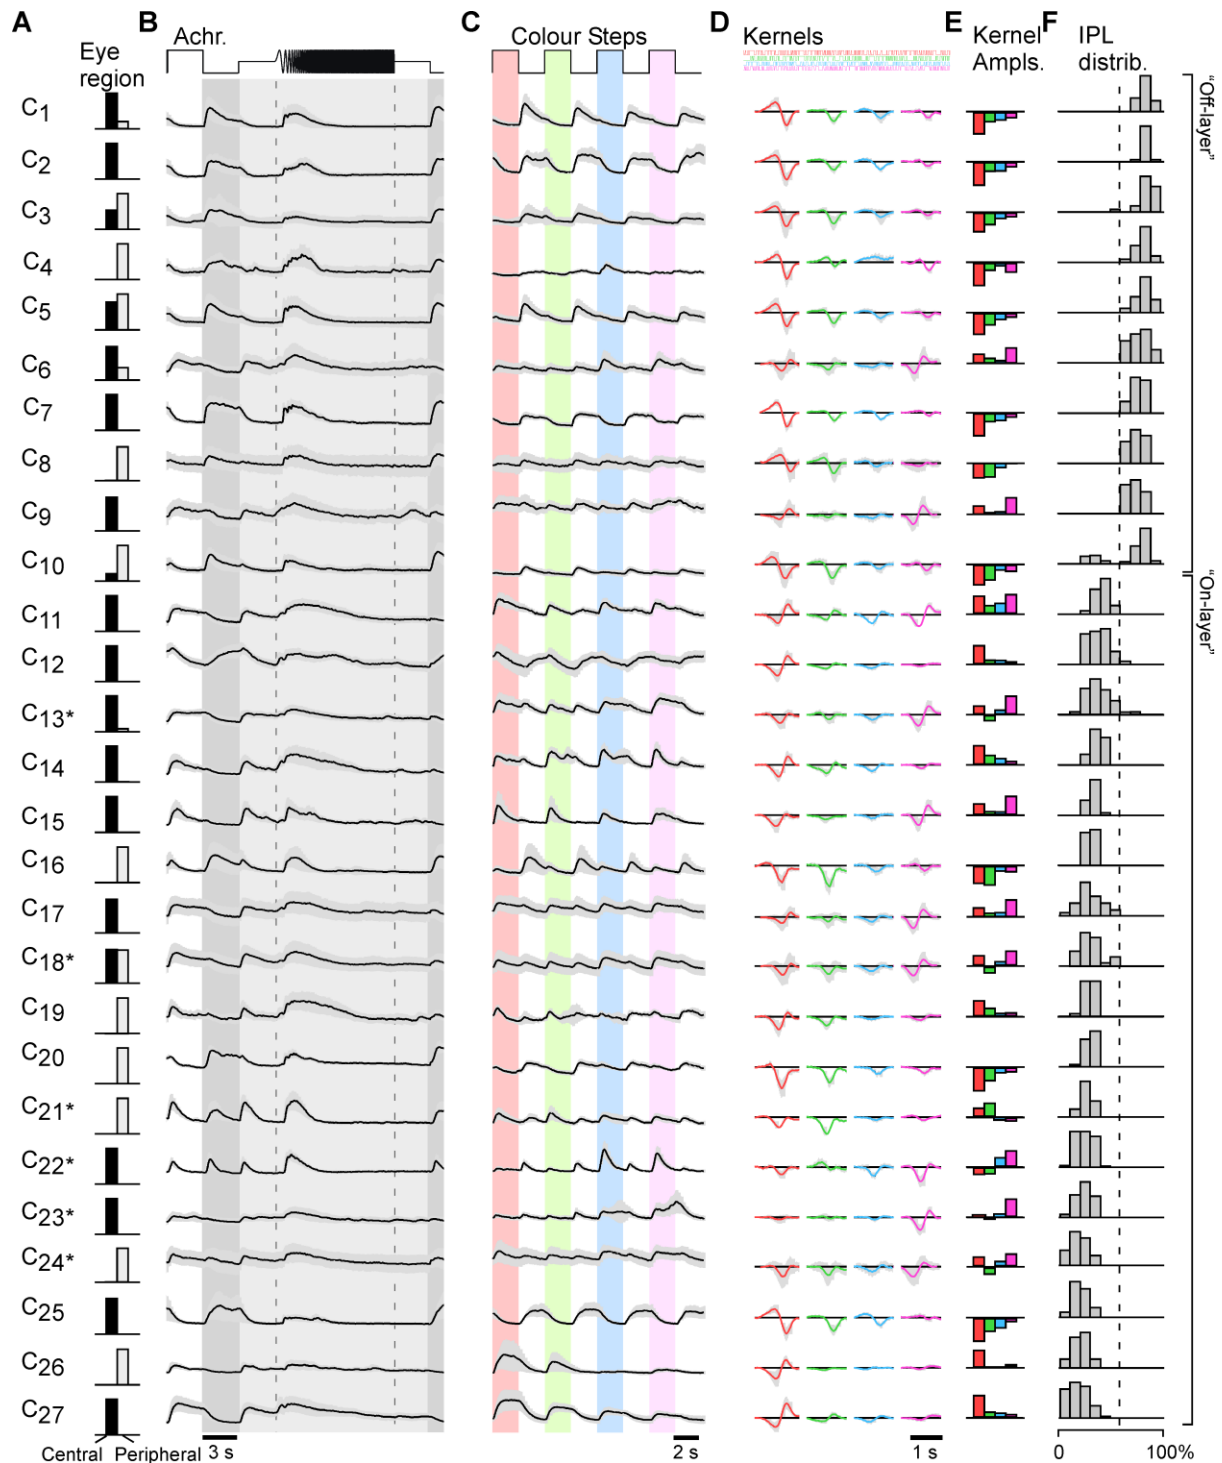 A B C D E F
Eye region
Achr.
Colour Steps
Kernels
Kernel Ampls.
IPL distrib.
C1
C2
C3
C4
C5
C6
C7
C8
C9
C10
C11
C12
C13*
C14
C15
C16
C17
C18*
C19
C20
C21*
C22*
C23*
C24*
C25
C26
C27
"Off-layer"
"On-layer"
Central Peripheral 3 s
2 s
1 s
0 100%